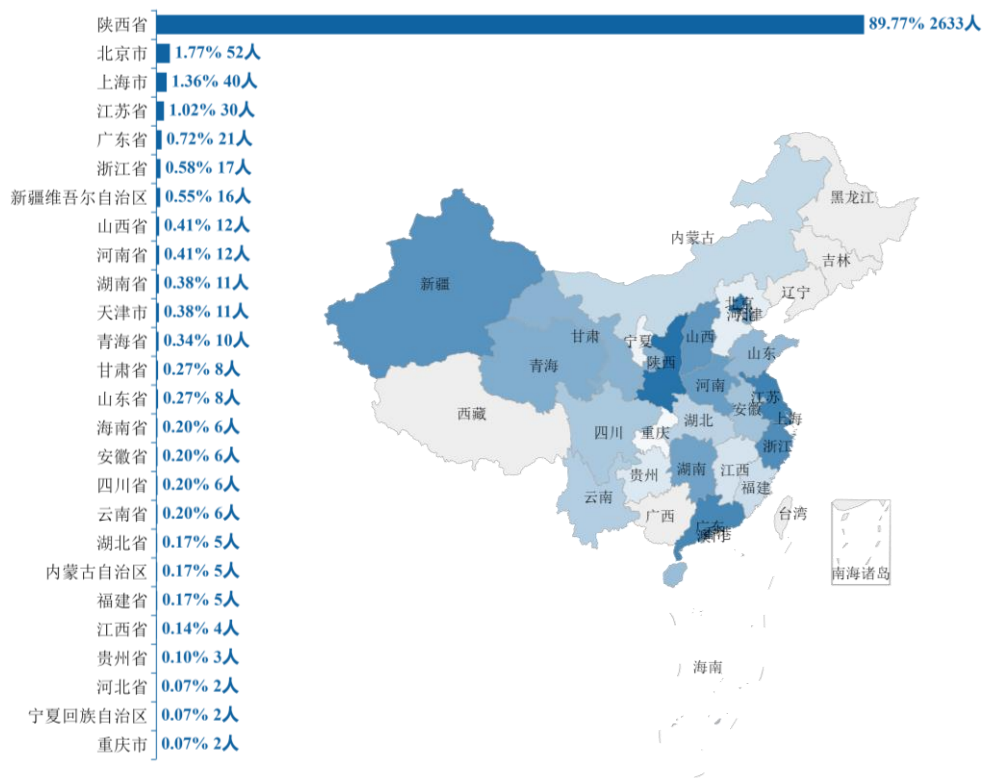 陕西省 89.77% 2633人
北京市 1.77% 52人
上海市 1.36% 40人
江苏省 1.02% 30人
广东省 0.72% 21人
浙江省 0.58% 17人
新疆维吾尔自治区 0.55% 16人
山西省 0.41% 12人
河南省 0.41% 12人
湖南省 0.38% 11人
天津市 0.38% 11人
青海省 0.34% 10人
甘肃省 0.27% 8人
山东省 0.27% 8人
海南省 0.20% 6人
安徽省 0.20% 6人
四川省 0.20% 6人
云南省 0.20% 6人
湖北省 0.17% 5人
内蒙古自治区 0.17% 5人
福建省 0.17% 5人
江西省 0.14% 4人
贵州省 0.10% 3人
河北省 0.07% 2人
宁夏回族自治区 0.07% 2人
重庆市 0.07% 2人
黑龙江
内蒙古
吉林
新疆
辽宁
北京
河北
甘肃
宁夏
山西
山东
陕西
青海
河南
江苏
西藏
安徽
上海
湖北
四川
重庆
浙江
湖南
江西
贵州
福建
云南
广西
台湾
广东
南海诸岛
海南